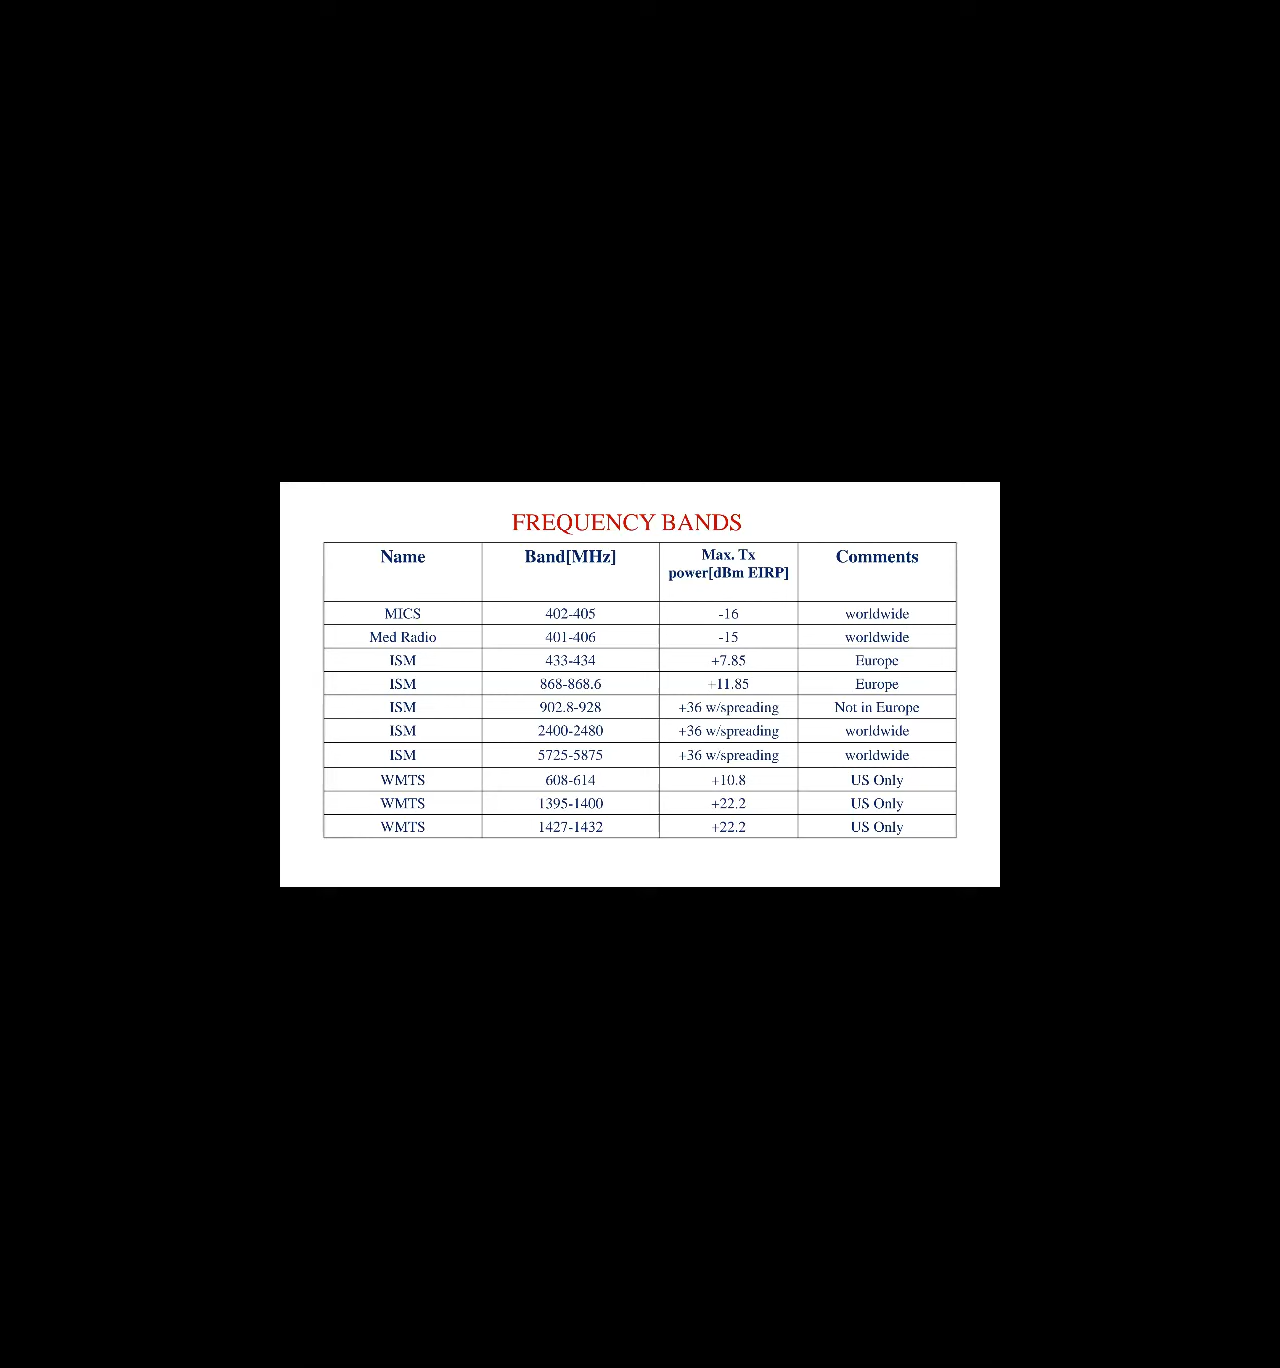 FREQUENCY BANDS
Name Band[MHz] Max. Tx power[dBm EIRP] Comments
MICS 402-405 -16 worldwide
Med Radio 401-406 -15 worldwide
ISM 433-434 +7.85 Europe
ISM 868-868.6 +11.85 Europe
ISM 902.8-928 +36 w/spreading Not in Europe
ISM 2400-2480 +36 w/spreading worldwide
ISM 5725-5875 +36 w/spreading worldwide
WMTS 608-614 +10.8 US Only
WMTS 1395-1400 +22.2 US Only
WMTS 1427-1432 +22.2 US Only